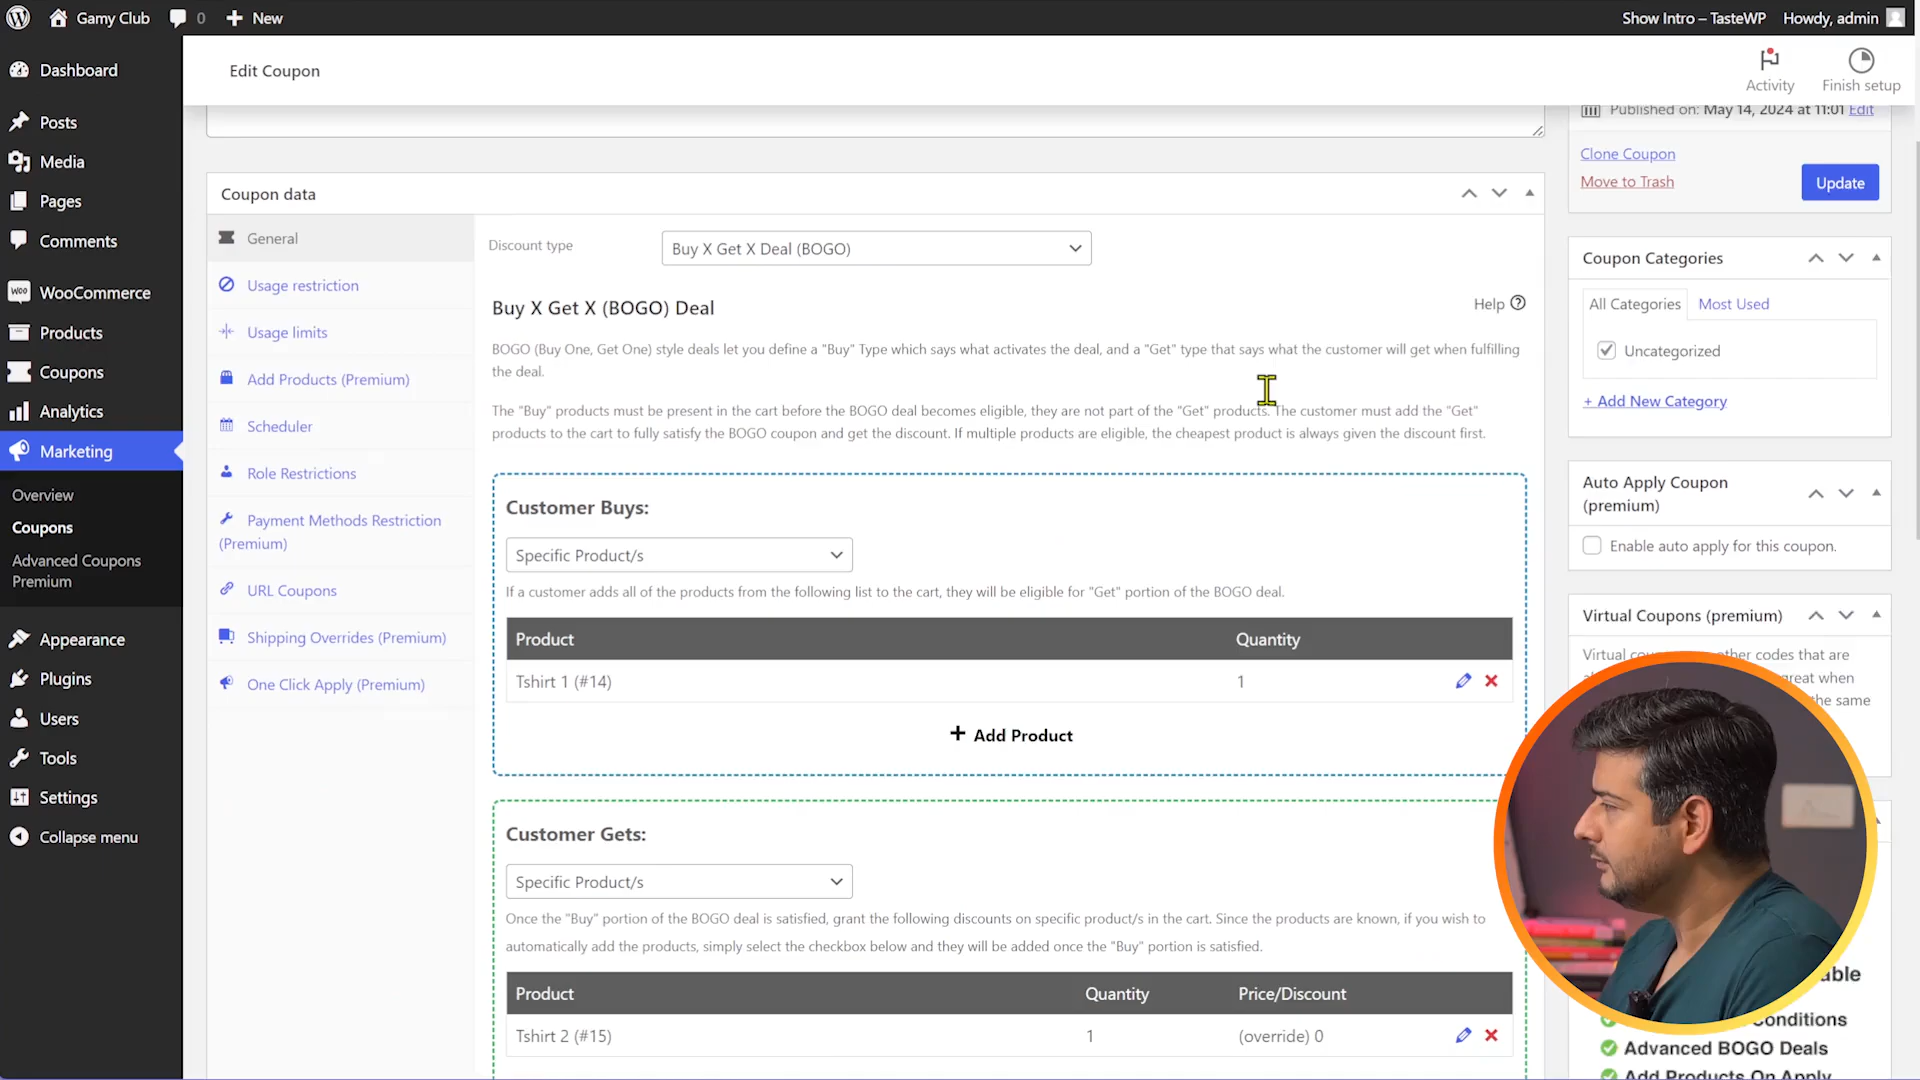 Gamy Club
0
New
Show Intro – TasteWP
Howdy, admin
Dashboard
Posts
Media
Pages
Comments
WooCommerce
Products
Coupons
Analytics
Marketing
Overview
Coupons
Advanced Coupons
Premium
Appearance
Plugins
Users
Tools
Settings
Collapse menu
Edit Coupon
Activity
Finish setup
Coupon data
General
Usage restriction
Usage limits
Add Products (Premium)
Scheduler
Role Restrictions
Payment Methods Restriction
(Premium)
URL Coupons
Shipping Overrides (Premium)
One Click Apply (Premium)
Discount type
Buy X Get X Deal (BOGO)
Buy X Get X (BOGO) Deal
Help
BOGO (Buy One, Get One) style deals let you define a "Buy" Type which says what activates the deal, and a "Get" type that says what the customer will get when fulfilling
the deal.
The "Buy" products must be present in the cart before the BOGO deal becomes eligible, they are not part of the "Get" products. The customer must add the "Get"
products to the cart to fully satisfy the BOGO coupon and get the discount. If multiple products are eligible, the cheapest product is always given the discount first.
Customer Buys:
Specific Product/s
If a customer adds all of the products from the following list to the cart, they will be eligible for "Get" portion of the BOGO deal.
Product Quantity
Tshirt 1 (#14) 1
+ Add Product
Customer Gets:
Specific Product/s
Once the "Buy" portion of the BOGO deal is satisfied, grant the following discounts on specific product/s in the cart. Since the products are known, if you wish to
automatically add the products, simply select the checkbox below and they will be added once the "Buy" portion is satisfied.
Product Quantity Price/Discount
Tshirt 2 (#15) 1 (override) 0
Published on: May 14, 2024 at 11:01 Edit
Clone Coupon
Move to Trash
Update
Coupon Categories
All Categories
Most Used
Uncategorized
+ Add New Category
Auto Apply Coupon
(premium)
Enable auto apply for this coupon.
Virtual Coupons (premium)
other codes that are
great when
the same
Advanced BOGO Deals
Add Products On Apply